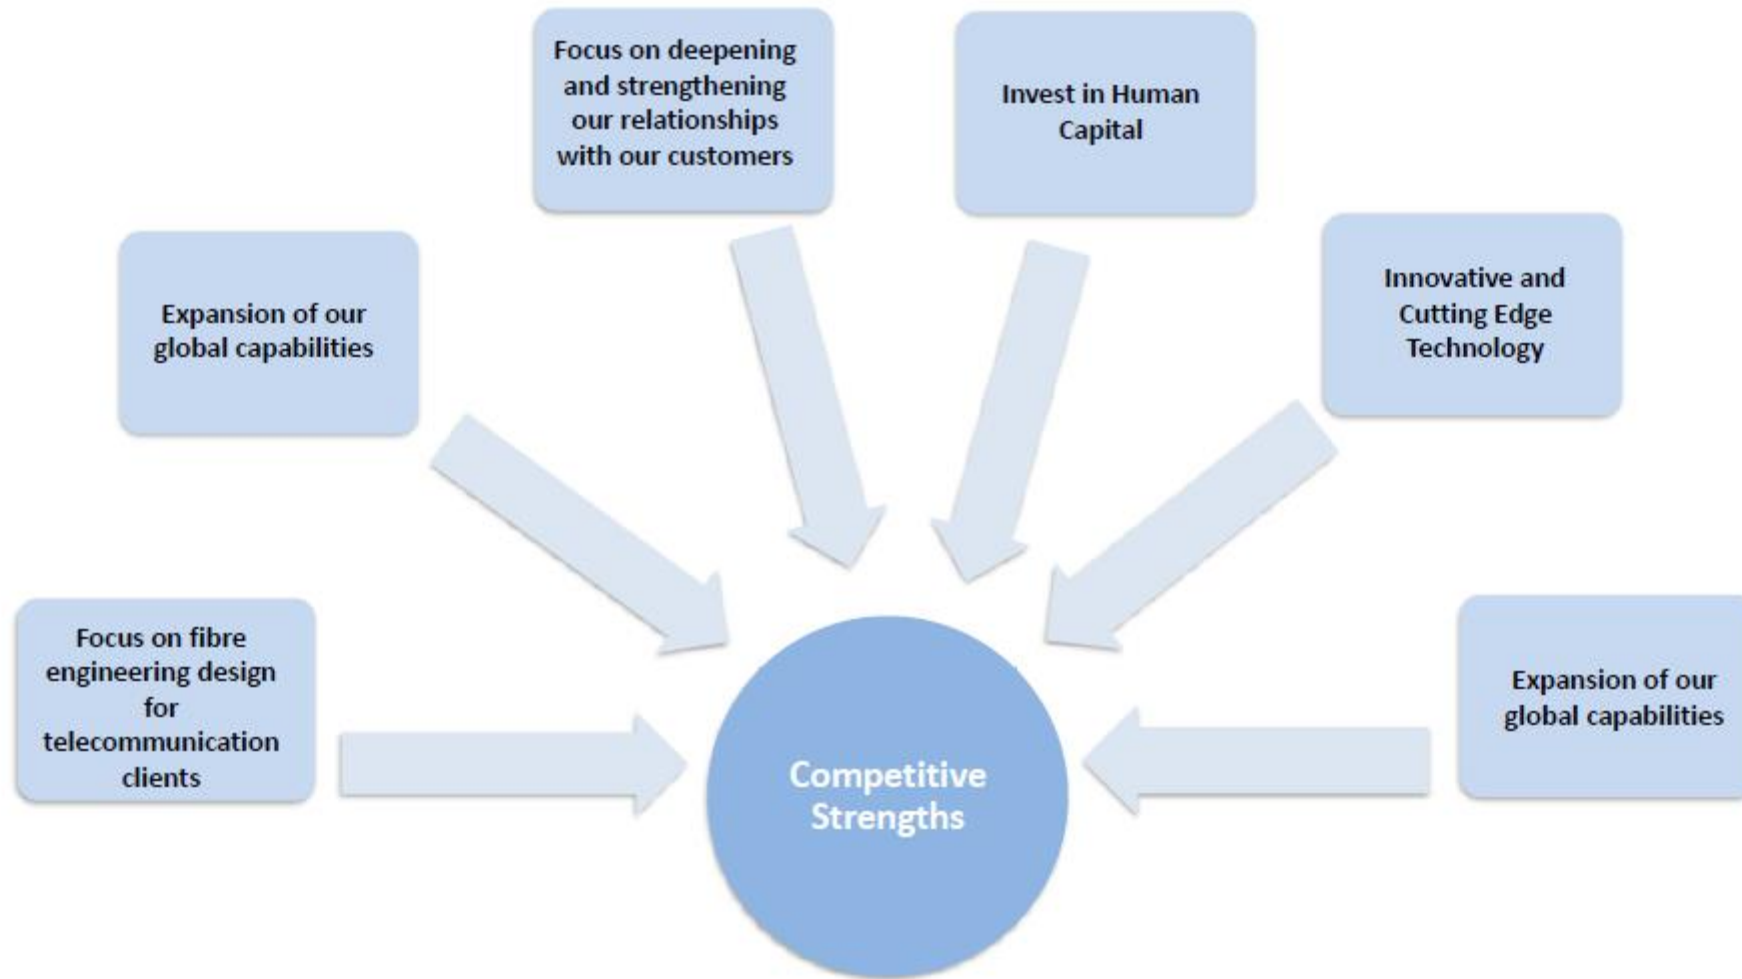 Focus on deepening
and strengthening
our relationships
with our customers
Invest in Human
Capital
Expansion of our
global capabilities
Innovative and
Cutting Edge
Technology
Focus on fibre
engineering design
for
telecommunication
clients
Expansion of our
global capabilities
Competitive
Strengths